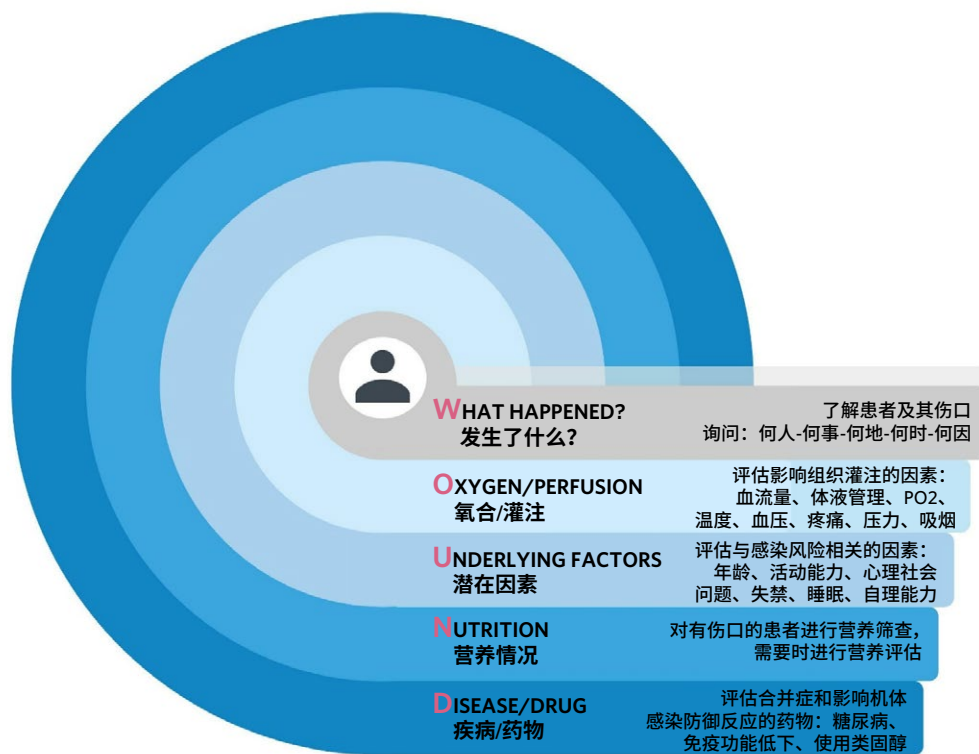 WHAT HAPPENED?
发生了什么？
了解患者及其伤口
询问：何人-何事-何地-何时-何因
OXYGEN/PERFUSION
氧合/灌注
评估影响组织灌注的因素：
血流量、体液管理、PO2、
温度、血压、疼痛、压力、吸烟
UNDERLYING FACTORS
潜在因素
评估与感染风险相关的因素：
年龄、活动能力、心理社会
问题、失禁、睡眠、自理能力
NUTRITION
营养情况
对有伤口的患者进行营养筛查，
需要时进行营养评估
DISEASE/DRUG
疾病/药物
评估合并症和影响机体
感染防御反应的药物：糖尿病、
免疫功能低下、使用类固醇